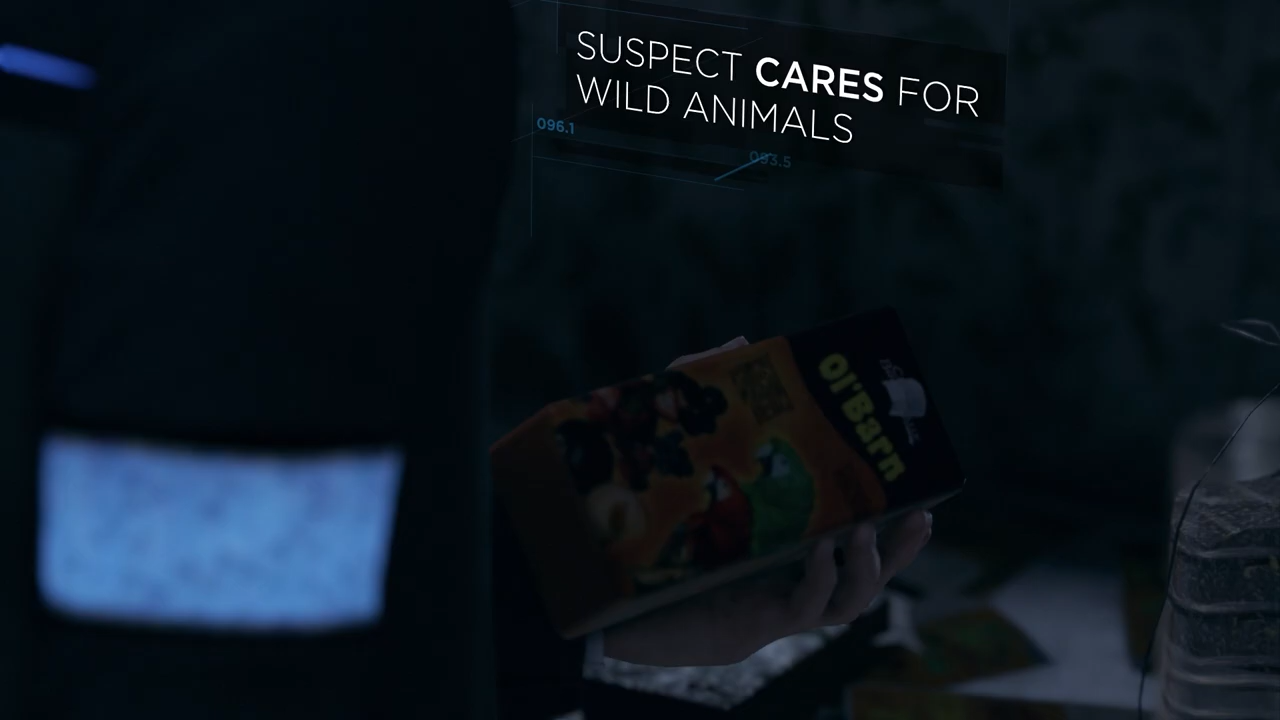 SUSPECT CARES FOR
WILD ANIMALS
096.1
093.5
Ol'Barn